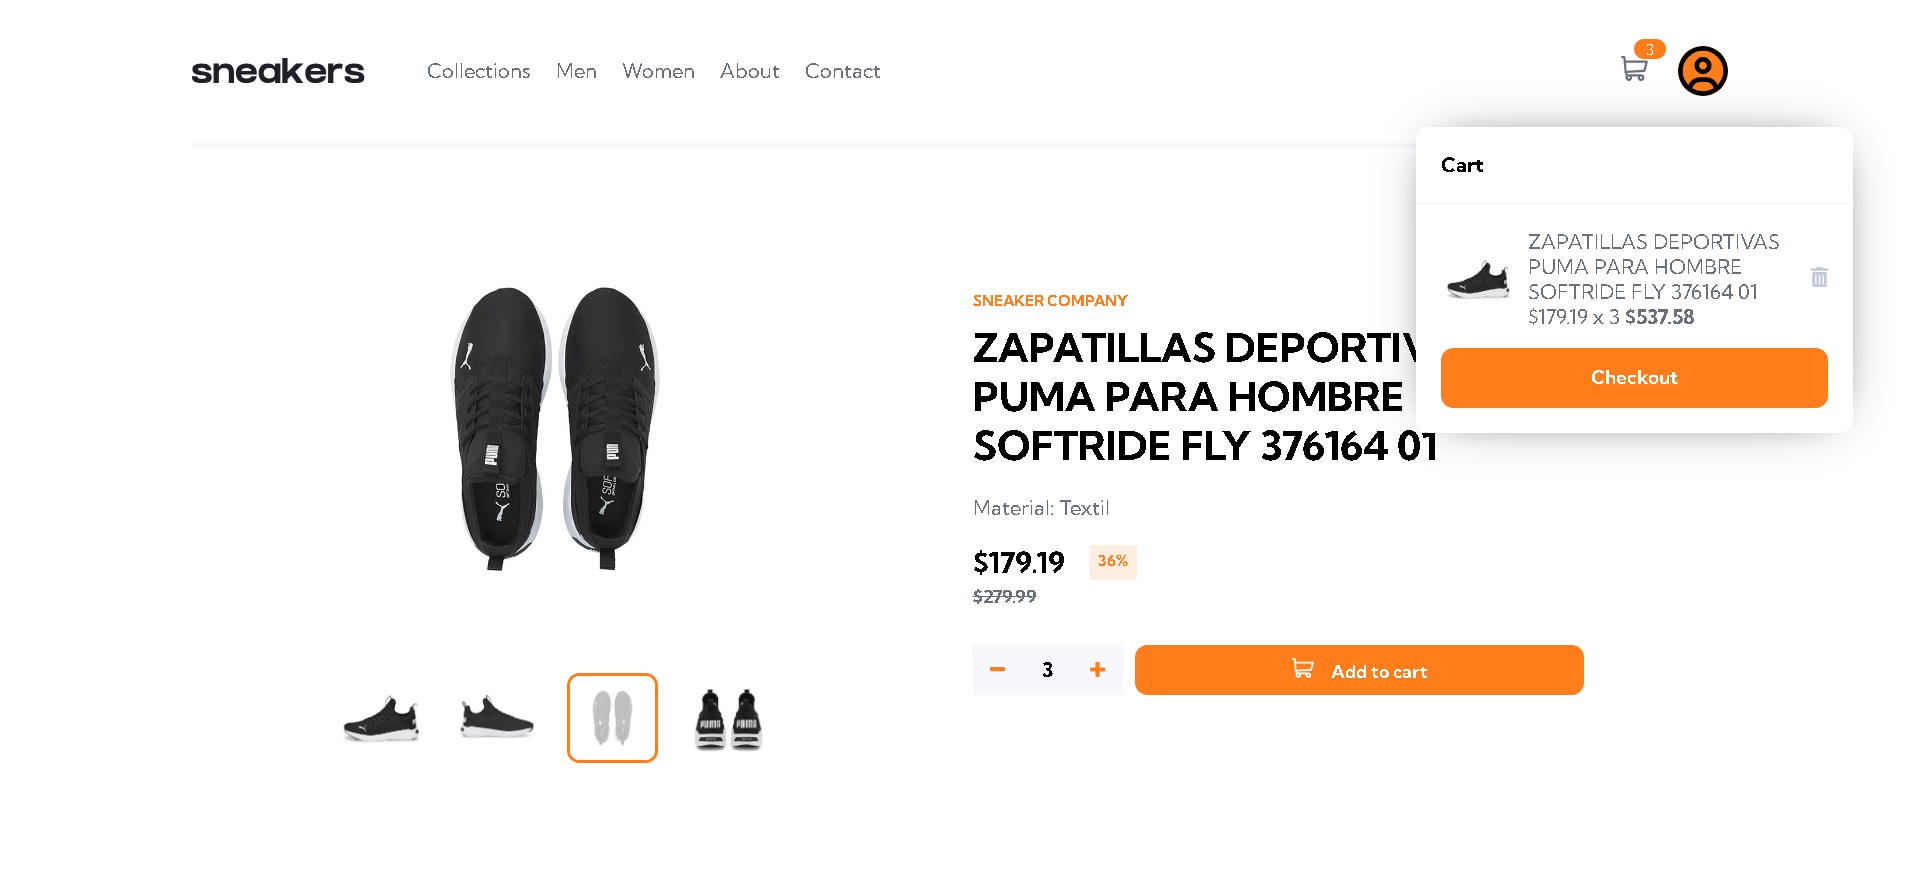 sneakers
Collections Men Women About Contact
3
Cart
ZAPATILLAS DEPORTIVAS
PUMA PARA HOMBRE
SOFTRIDE FLY 376164 01
$179.19 x 3 $537.58
Checkout
SNEAKER COMPANY
ZAPATILLAS DEPORTIV
PUMA PARA HOMBRE
SOFTRIDE FLY 376164 01
Material: Textil
$179.19 36%
$279.99
3
Add to cart
PUMA PUMA